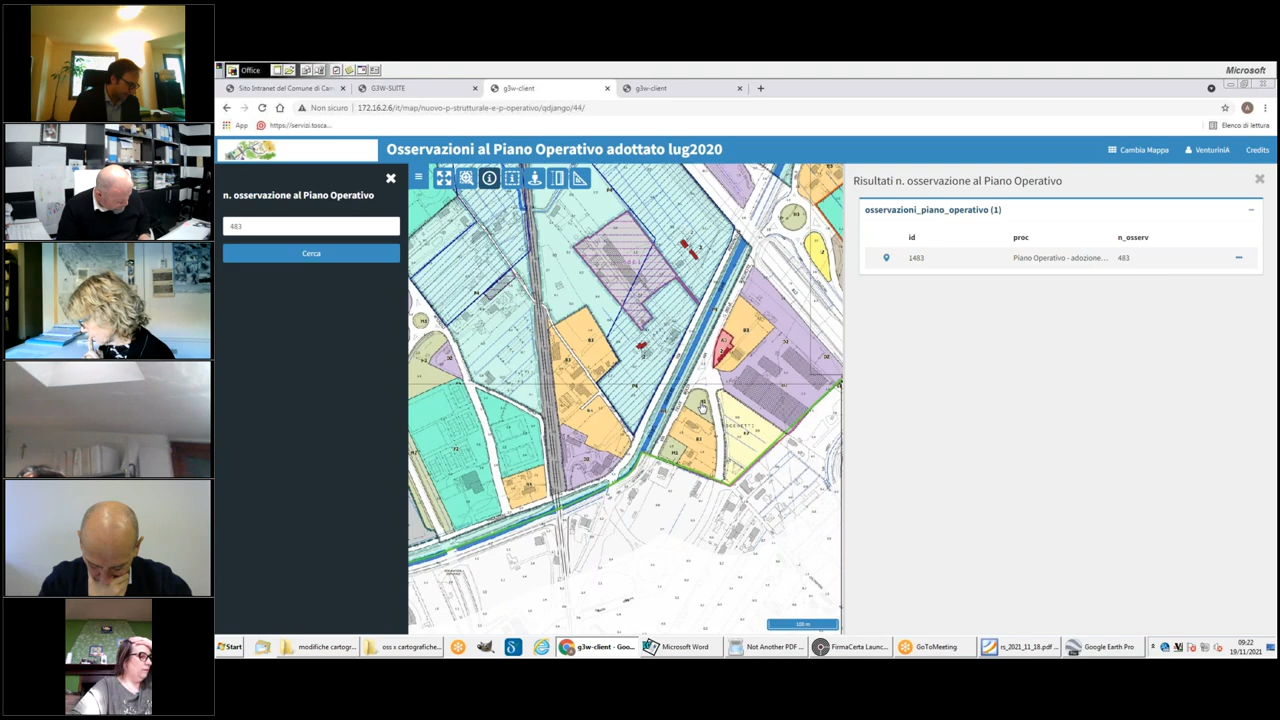 Office
Microsoft
Sito Intranet del Comune di Cam
G3W-SUITE
g3w-client
g3w-client
Non sicuro
172.16.2.6/it/map/nuovo-p-strutturale-e-p-operativo/qdjango/44/
App
https://servizi.tosca...
Elenco di lettura
Osservazioni al Piano Operativo adottato lug2020
Cambia Mappa
VenturiniA
Credits
n. osservazione al Piano Operativo
483
Cerca
Risultati n. osservazione al Piano Operativo
osservazioni_piano_operativo (1)
id proc n_osserv
1483 Piano Operativo - adozione... 483
100 m
Start
modifiche cartogr...
oss x cartografiche...
g3w-client - Goo...
Microsoft Word
Not Another PDF ...
FirmaCerta Launc...
GoToMeeting
rs_2021_11_18.pdf ...
Google Earth Pro
09:22
19/11/2021